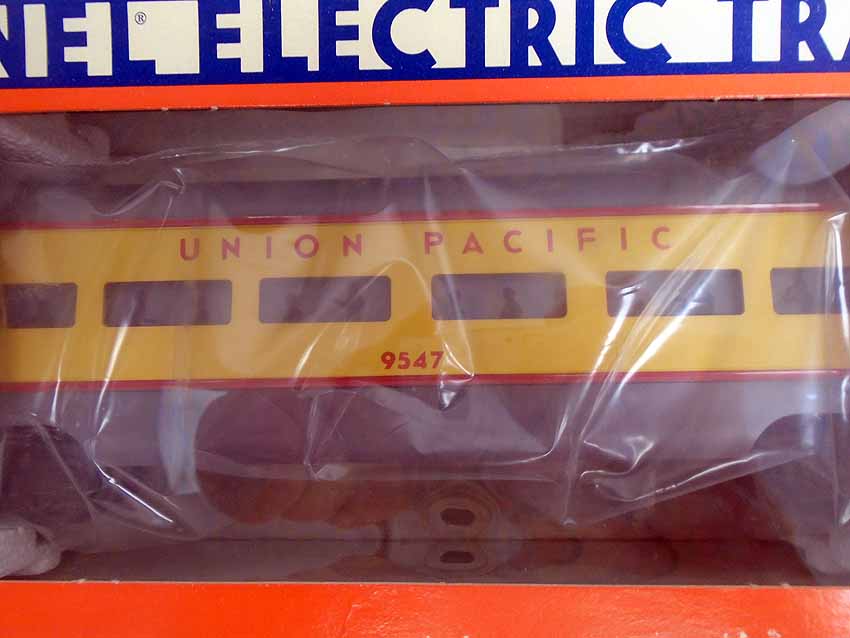 NEL® ELECTRIC TRA
UNION PACIFIC
9547